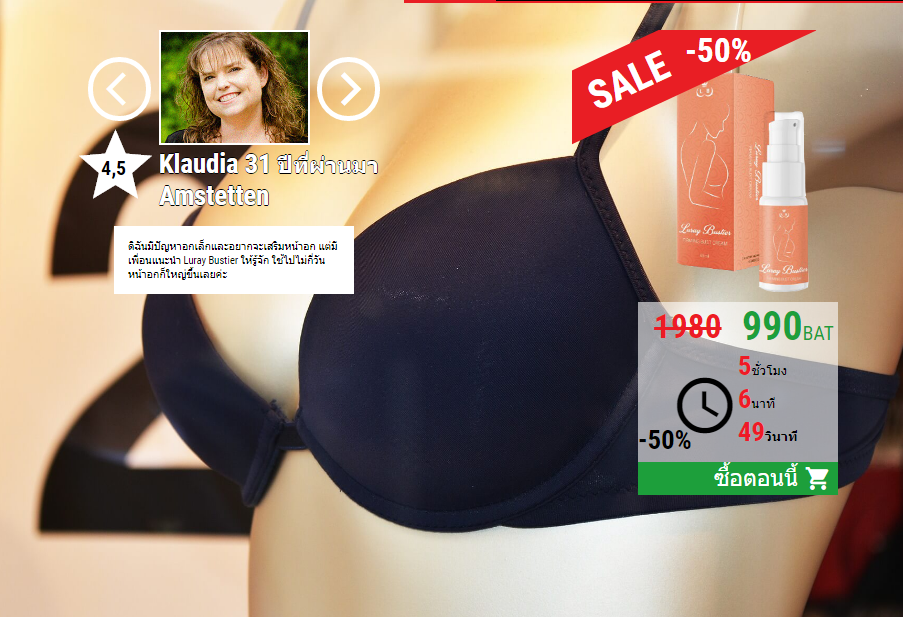 SALE -50%
4,5
Klaudia 31 ปีที่ผ่านมา
Amstetten
ดิฉันมีปัญหาอกเล็กและอยากจะเสริมหน้าอก แต่มี
เพื่อนแนะนำ Luray Bustier ให้รู้จัก ใช้ไปไม่กี่วัน
หน้าอกก็ใหญ่ขึ้นเลยค่ะ
Luray Bustier
Luray Bustier
Luray Bustier
1980 990BAT
5ชั่วโมง
6นาที
49วินาที
-50%
ซื้อตอนนี้